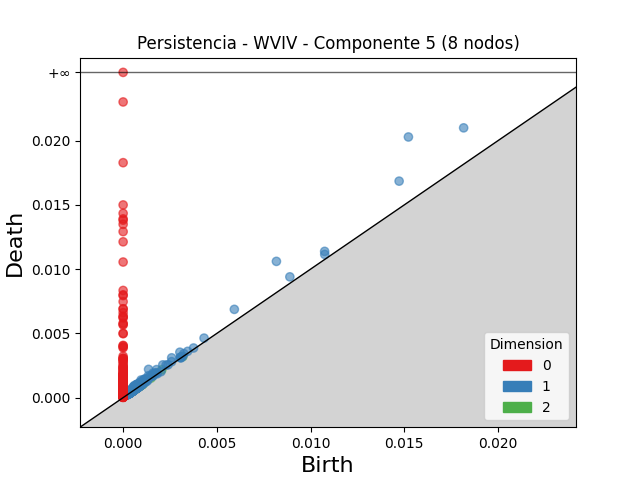 Persistencia - WVIV - Componente 5 (8 nodos)
+∞
0.020
0.015
0.010
0.005
0.000
Death
0.000 0.005 0.010 0.015 0.020
Birth
Dimension
0
1
2